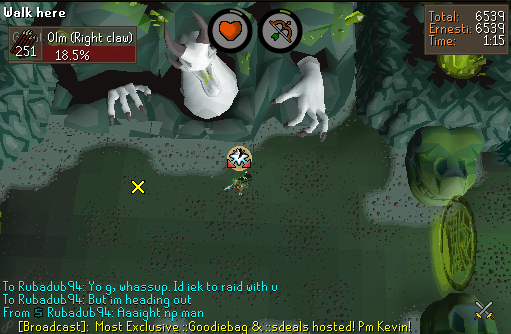 Walk here
Olm (Right claw)
251
18.5%
Total: 6539
Ernesti: 6539
Time: 1:15
To Rubadub94: Yo g, whassup. Id iek to raid with u
To Rubadub94: But im heading out
From S Rubadub94: Aaaight np man
[Broadcast]: Most Exclusive ::Goodiebag & ::sdeals hosted! Pm Kevin!